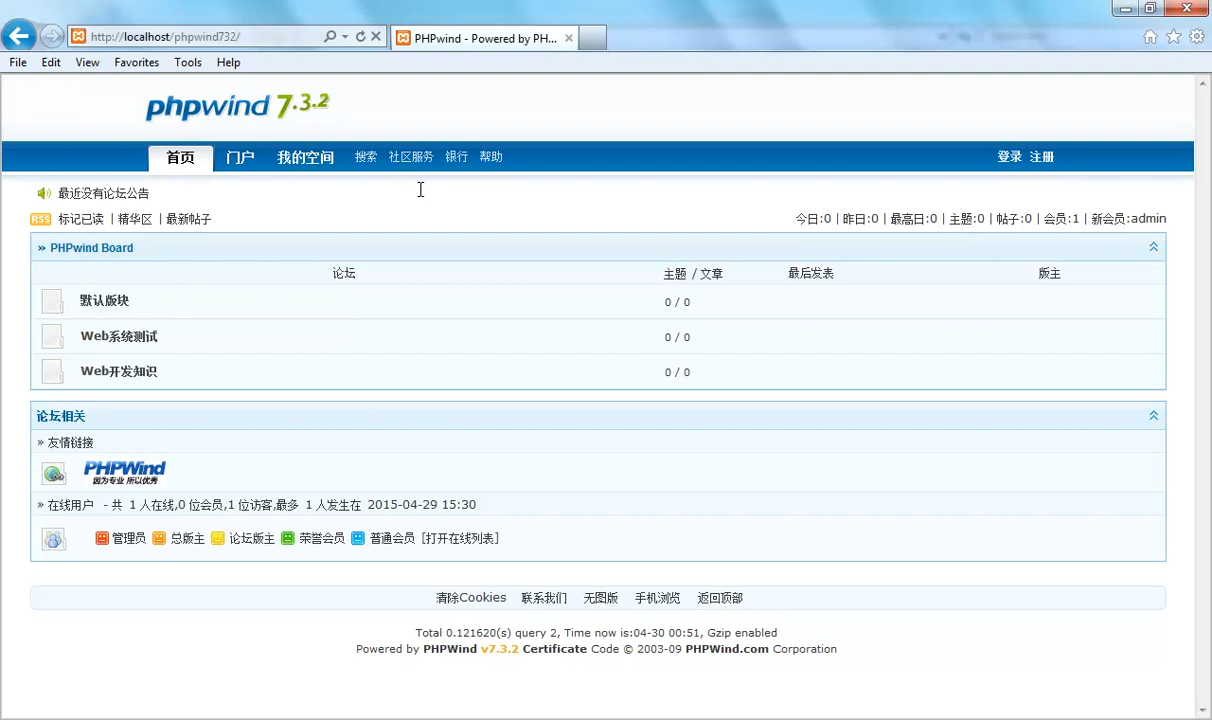 http://localhost/phpwind732/
PHPwind - Powered by PH...
File Edit View Favorites Tools Help
phpwind 7.3.2
首页 门户 我的空间 搜索 社区服务 银行 帮助 登录 注册
最近没有论坛公告
RSS 标记已读 | 精华区 | 最新帖子 今日:0 | 昨日:0 | 最高日:0 | 主题:0 | 帖子:0 | 会员:1 | 新会员:admin
» PHPwind Board
论坛 主题 / 文章 最后发表 版主
默认版块 0 / 0
Web系统测试 0 / 0
Web开发知识 0 / 0
论坛相关
» 友情链接
PHPWind
因为专业 所以优秀
» 在线用户 - 共 1 人在线,0 位会员,1 位访客,最多 1 人发生在 2015-04-29 15:30
管理员 总版主 论坛版主 荣誉会员 普通会员 [打开在线列表]
清除Cookies 联系我们 无图版 手机浏览 返回顶部
Total 0.121620(s) query 2, Time now is:04-30 00:51, Gzip enabled
Powered by PHPWind v7.3.2 Certificate Code © 2003-09 PHPWind.com Corporation